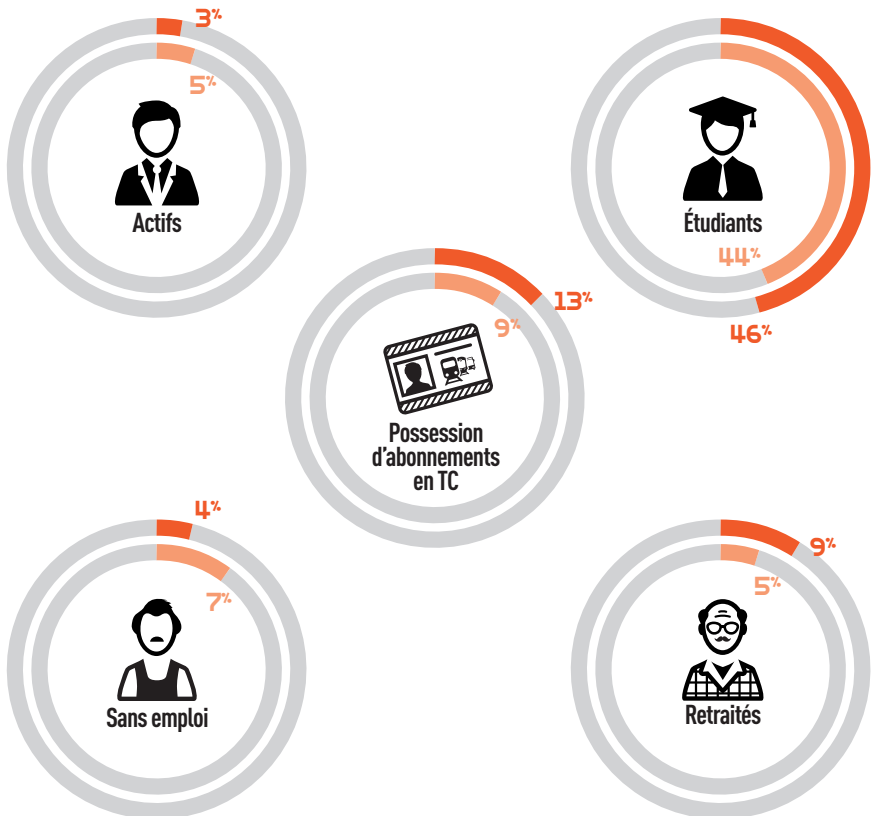 3%
5%
Actifs
Étudiants
44%
46%
13%
9%
Possession
d'abonnements
en TC
4%
7%
Sans emploi
9%
5%
Retraités